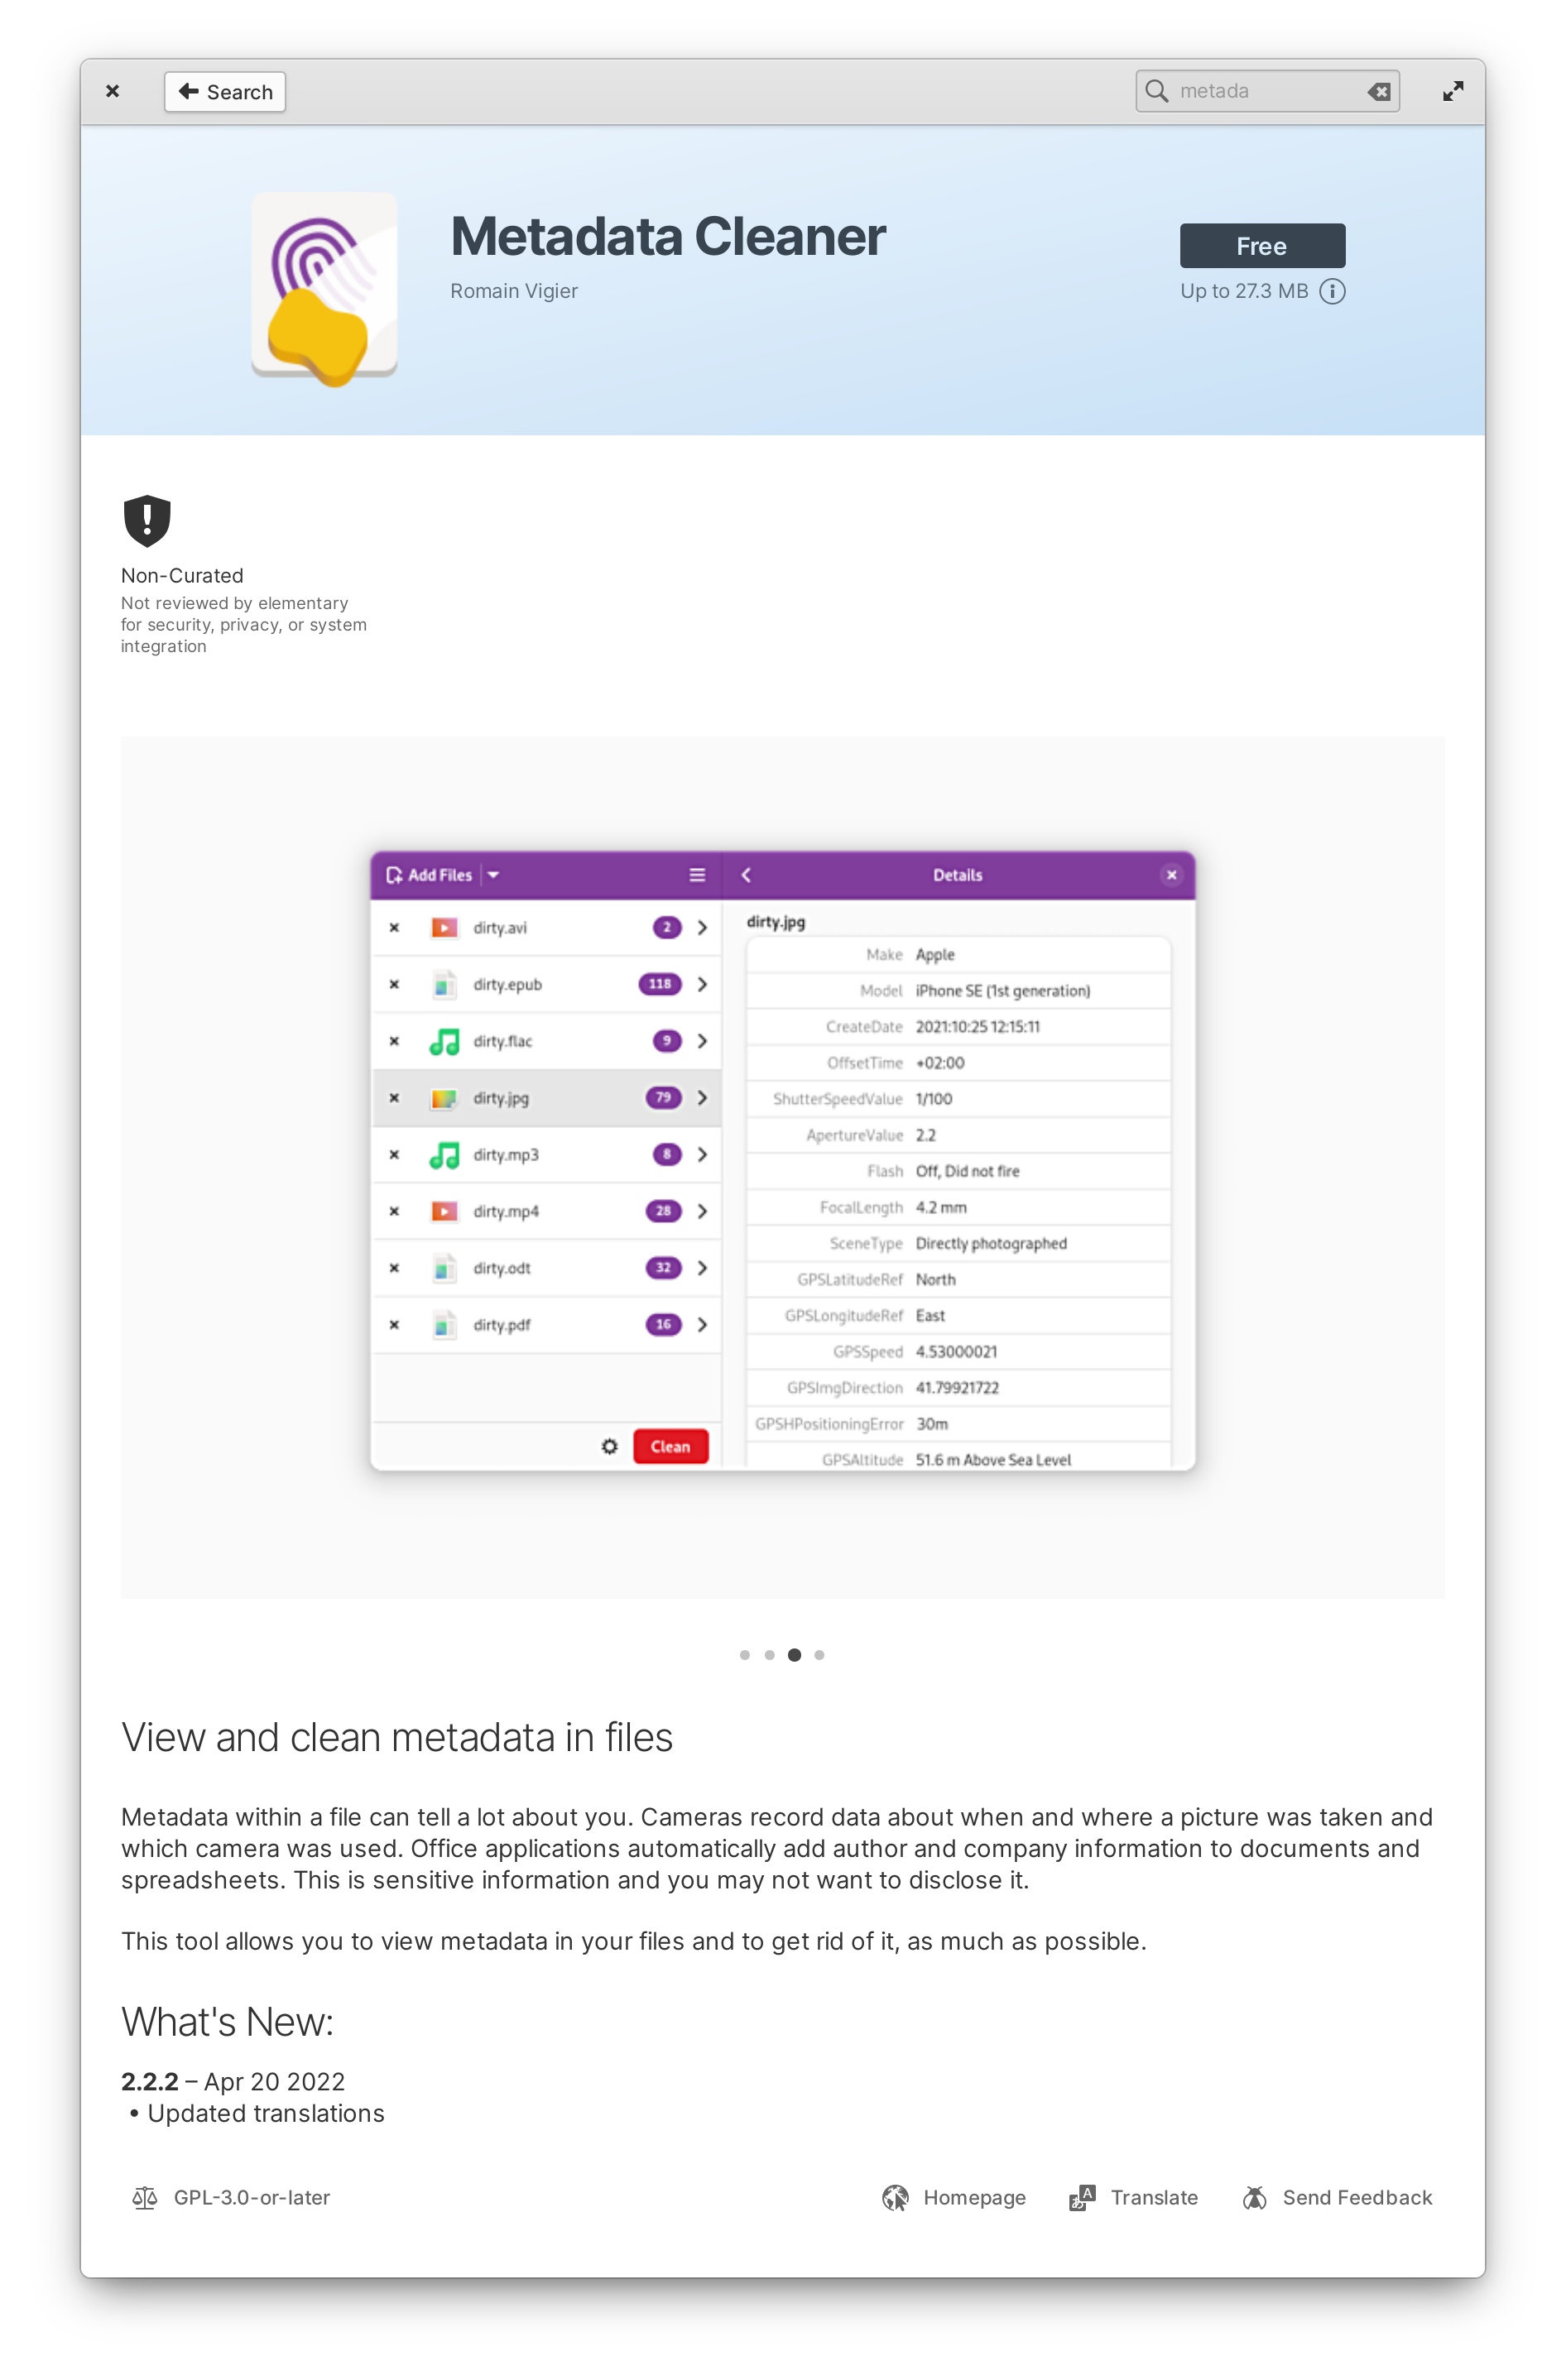 Search
metada
Metadata Cleaner
Free
Romain Vigier
Up to 27.3 MB
Non-Curated
Not reviewed by elementary
for security, privacy, or system
integration
Add Files
Details
dirty.avi 2
dirty.epub 118
dirty.flac 9
dirty.jpg 79
dirty.mp3 8
dirty.mp4 28
dirty.odt 32
dirty.pdf 16
Clean
dirty.jpg
Make Apple
Model iPhone SE (1st generation)
CreateDate 2021:10:25 12:15:11
OffsetTime +02:00
ShutterSpeedValue 1/100
ApertureValue 2.2
Flash Off, Did not fire
FocalLength 4.2 mm
SceneType Directly photographed
GPSLatitudeRef North
GPSLongitudeRef East
GPSSpeed 4.53000021
GPSImgDirection 41.79921722
GPSHPositioningError 30m
GPSAltitude 51.6 m Above Sea Level
View and clean metadata in files
Metadata within a file can tell a lot about you. Cameras record data about when and where a picture was taken and
which camera was used. Office applications automatically add author and company information to documents and
spreadsheets. This is sensitive information and you may not want to disclose it.
This tool allows you to view metadata in your files and to get rid of it, as much as possible.
What's New:
2.2.2 – Apr 20 2022
• Updated translations
GPL-3.0-or-later
Homepage
Translate
Send Feedback